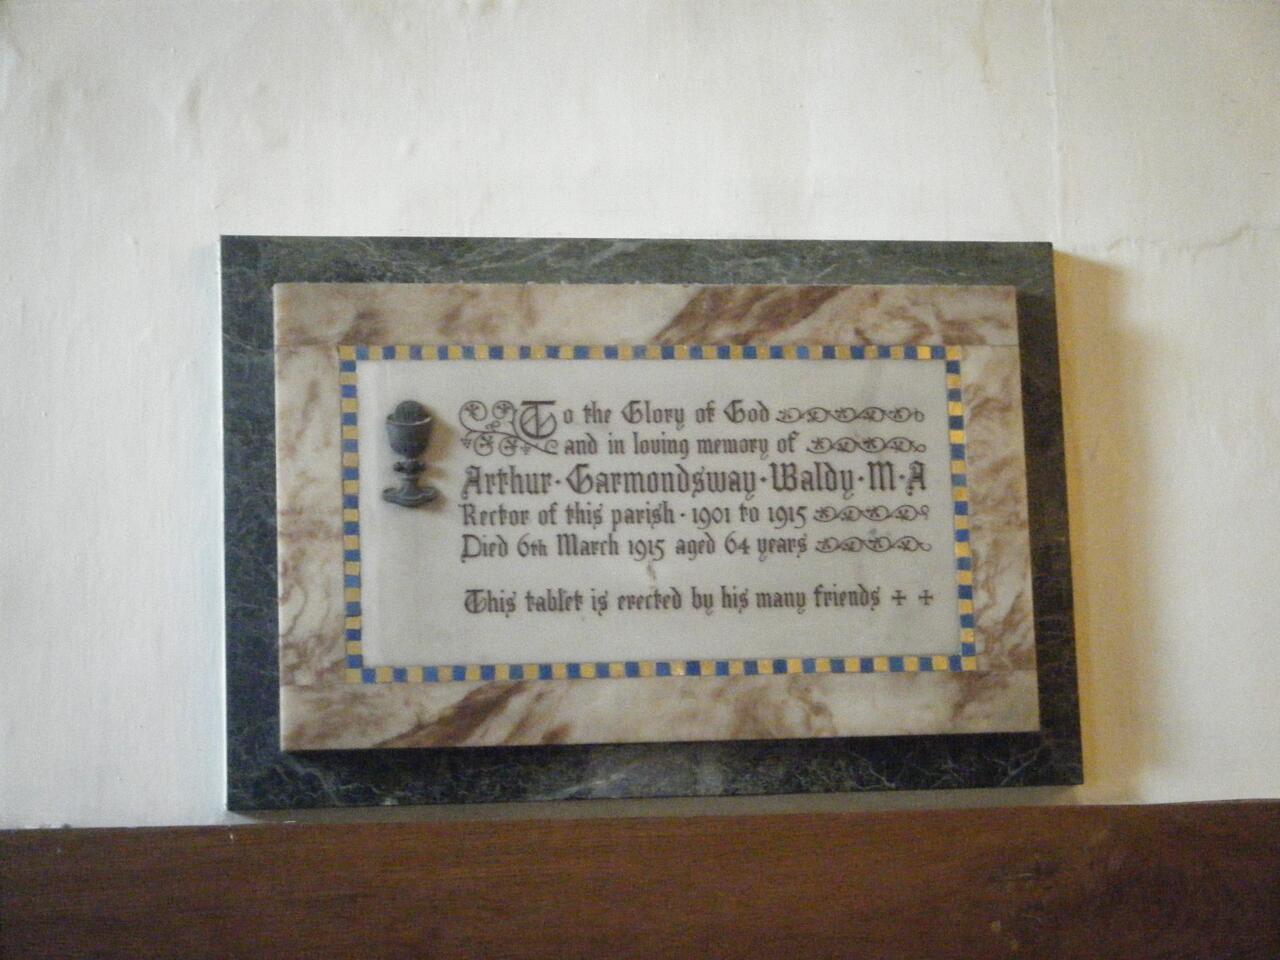 To the Glory of God
and in loving memory of
Arthur · Garmondsway · Waldy · M · A
Rector of this parish · 1901 to 1915
Died 6th March 1915 aged 64 years
This tablet is erected by his many friends + +